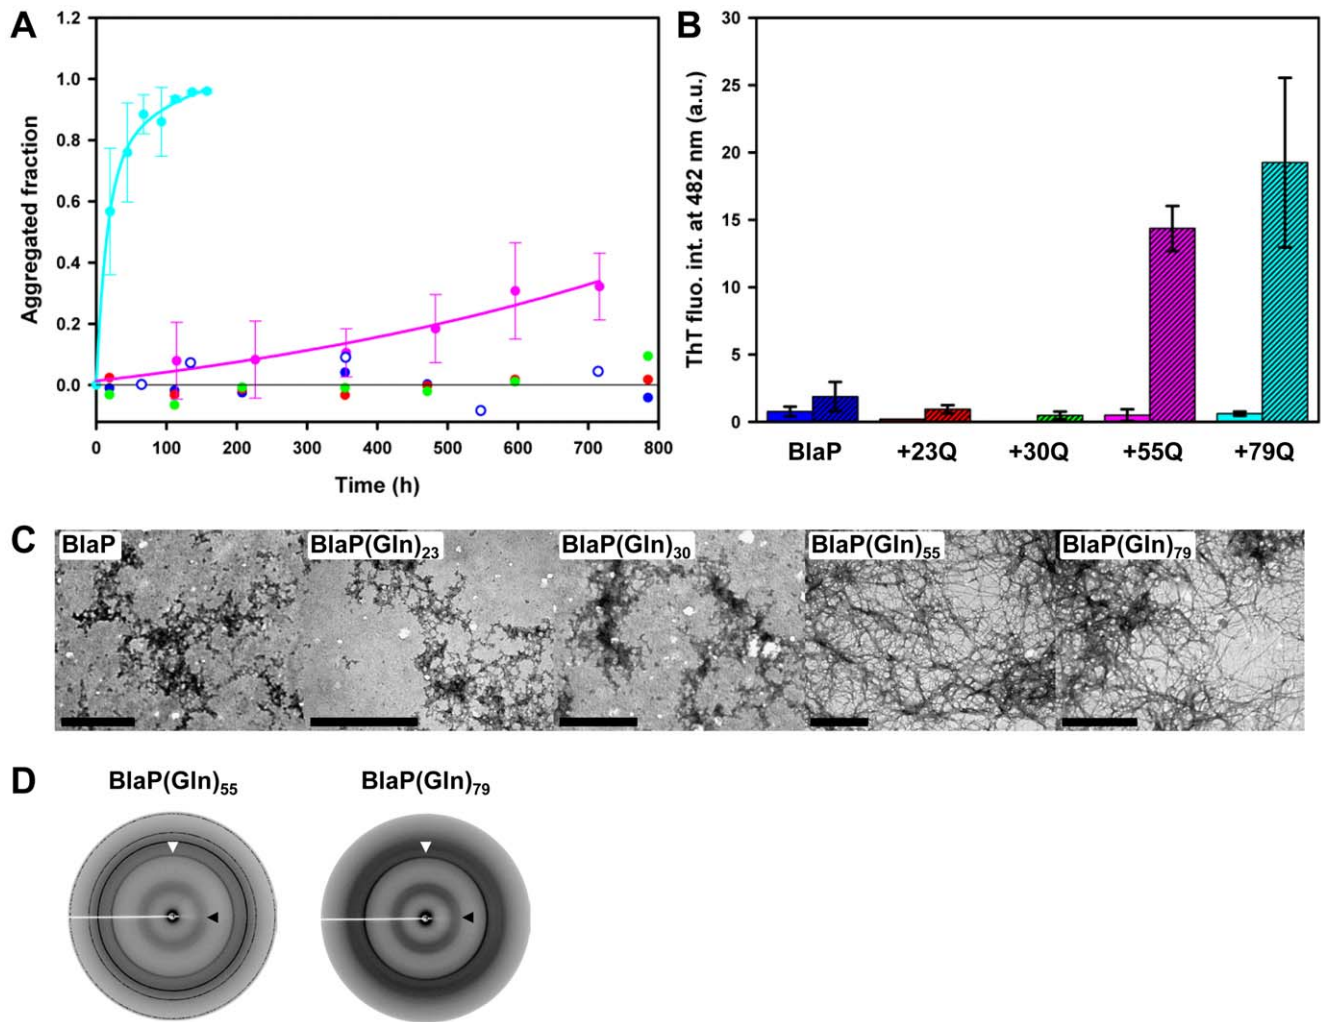 A
Aggregated fraction
1.2
1.0
0.8
0.6
0.4
0.2
0.0
0 100 200 300 400 500 600 700 800
Time (h)
B
ThT fluo. int. at 482 nm (a.u.)
30
25
20
15
10
5
0
BlaP +23Q +30Q +55Q +79Q
C
BlaP BlaP(Gln)23 BlaP(Gln)30 BlaP(Gln)55 BlaP(Gln)79
D
BlaP(Gln)55 BlaP(Gln)79